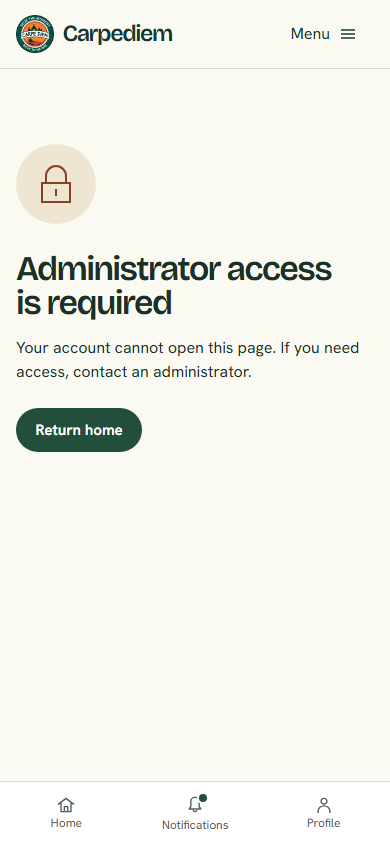 Carpediem
Menu
Administrator access
is required
Your account cannot open this page. If you need
access, contact an administrator.
Return home
Home
Notifications
Profile